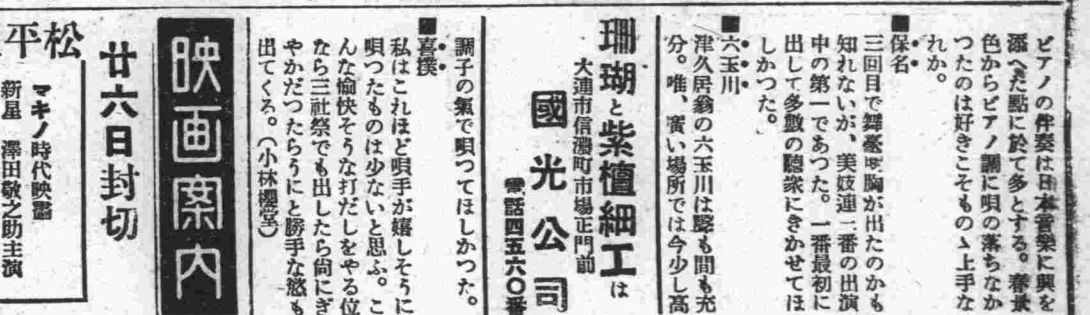 ピアノの伴奏は日本音楽に興を
添へた點に於て多とする。春景
色からピアノ調に唄の落ちなか
つたのは好きこそものゝ上手な
れか。
■保名
三回目で舞臺度胸が出たのかも
知れないが、美妓連二番の出演
中の第一であつた。一番最初に
出して多數の聽衆にきかせてほ
しかつた。
■六玉川
津久居翁の六玉川は聲も間も充
分。唯、廣い場所では今少し高
珊瑚と紫檀細工は
大連市信濃町市場正門前
國光公司
電話四五六〇番
調子の氣で唄つてほしかつた。
■喜撰
私はこれほど唄手が嬉しそうに
唄つたものは少ないと思ふ。こ
んな愉快そうな打だしをやる位
なら三社祭でも出したら尚にぎ
やかだつたらうにと勝手な慾も
出てくる。(小林櫻堂)
映画案内
廿六日封切
マキノ時代映畫
新星 澤田敬之助主演
松
平